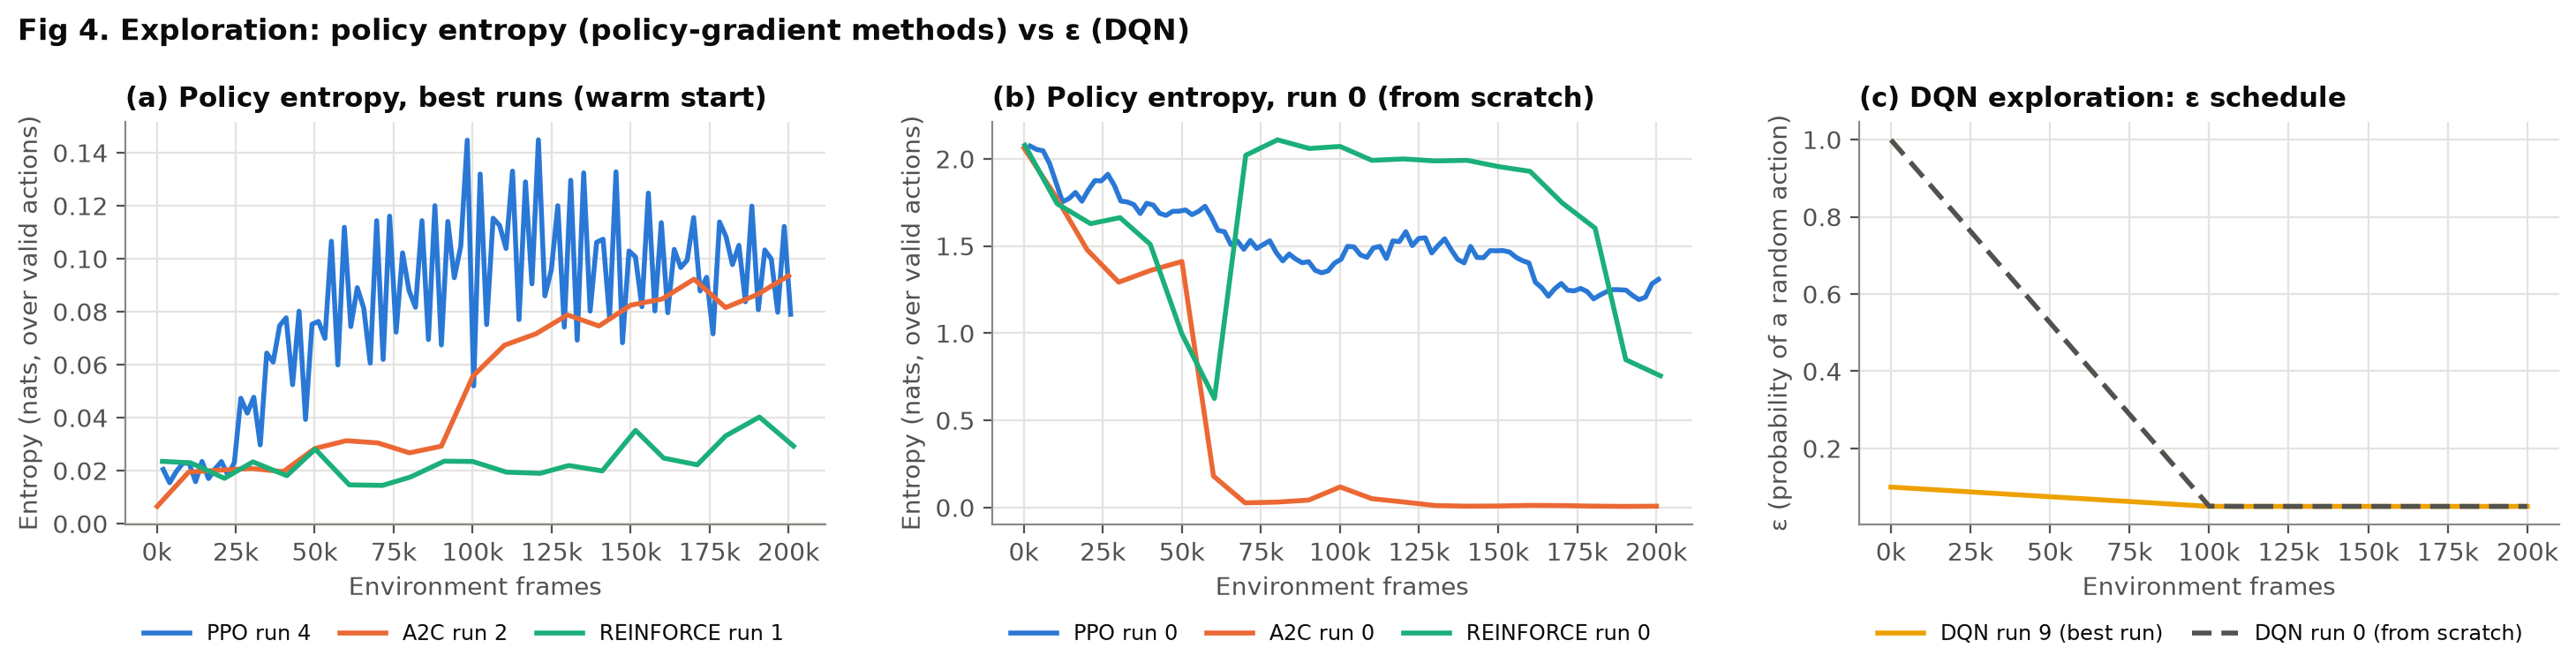 Fig 4. Exploration: policy entropy (policy-gradient methods) vs ε (DQN)
(a) Policy entropy, best runs (warm start)
Entropy (nats, over valid actions)
0.14
0.12
0.10
0.08
0.06
0.04
0.02
0.00
0k 25k 50k 75k 100k 125k 150k 175k 200k
Environment frames
PPO run 4 A2C run 2 REINFORCE run 1
(b) Policy entropy, run 0 (from scratch)
Entropy (nats, over valid actions)
2.0
1.5
1.0
0.5
0.0
0k 25k 50k 75k 100k 125k 150k 175k 200k
Environment frames
PPO run 0 A2C run 0 REINFORCE run 0
(c) DQN exploration: ε schedule
ε (probability of a random action)
1.0
0.8
0.6
0.4
0.2
0k 25k 50k 75k 100k 125k 150k 175k 200k
Environment frames
DQN run 9 (best run) DQN run 0 (from scratch)